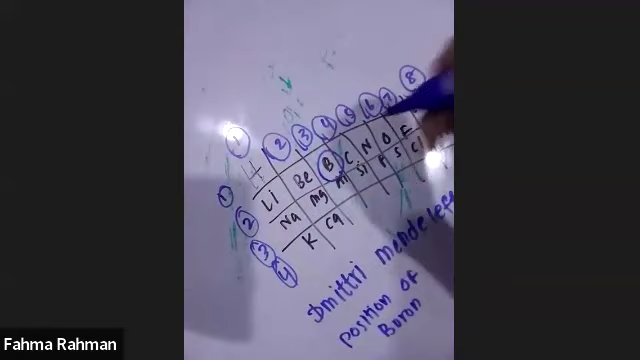 1 2 3 4 5 6 7 8
1 H
2 Li Be B C N O F
3 Na Mg Al Si P S Cl
4 K Ca
Dmittri mendeleff
position of
Boron
Fahma Rahman